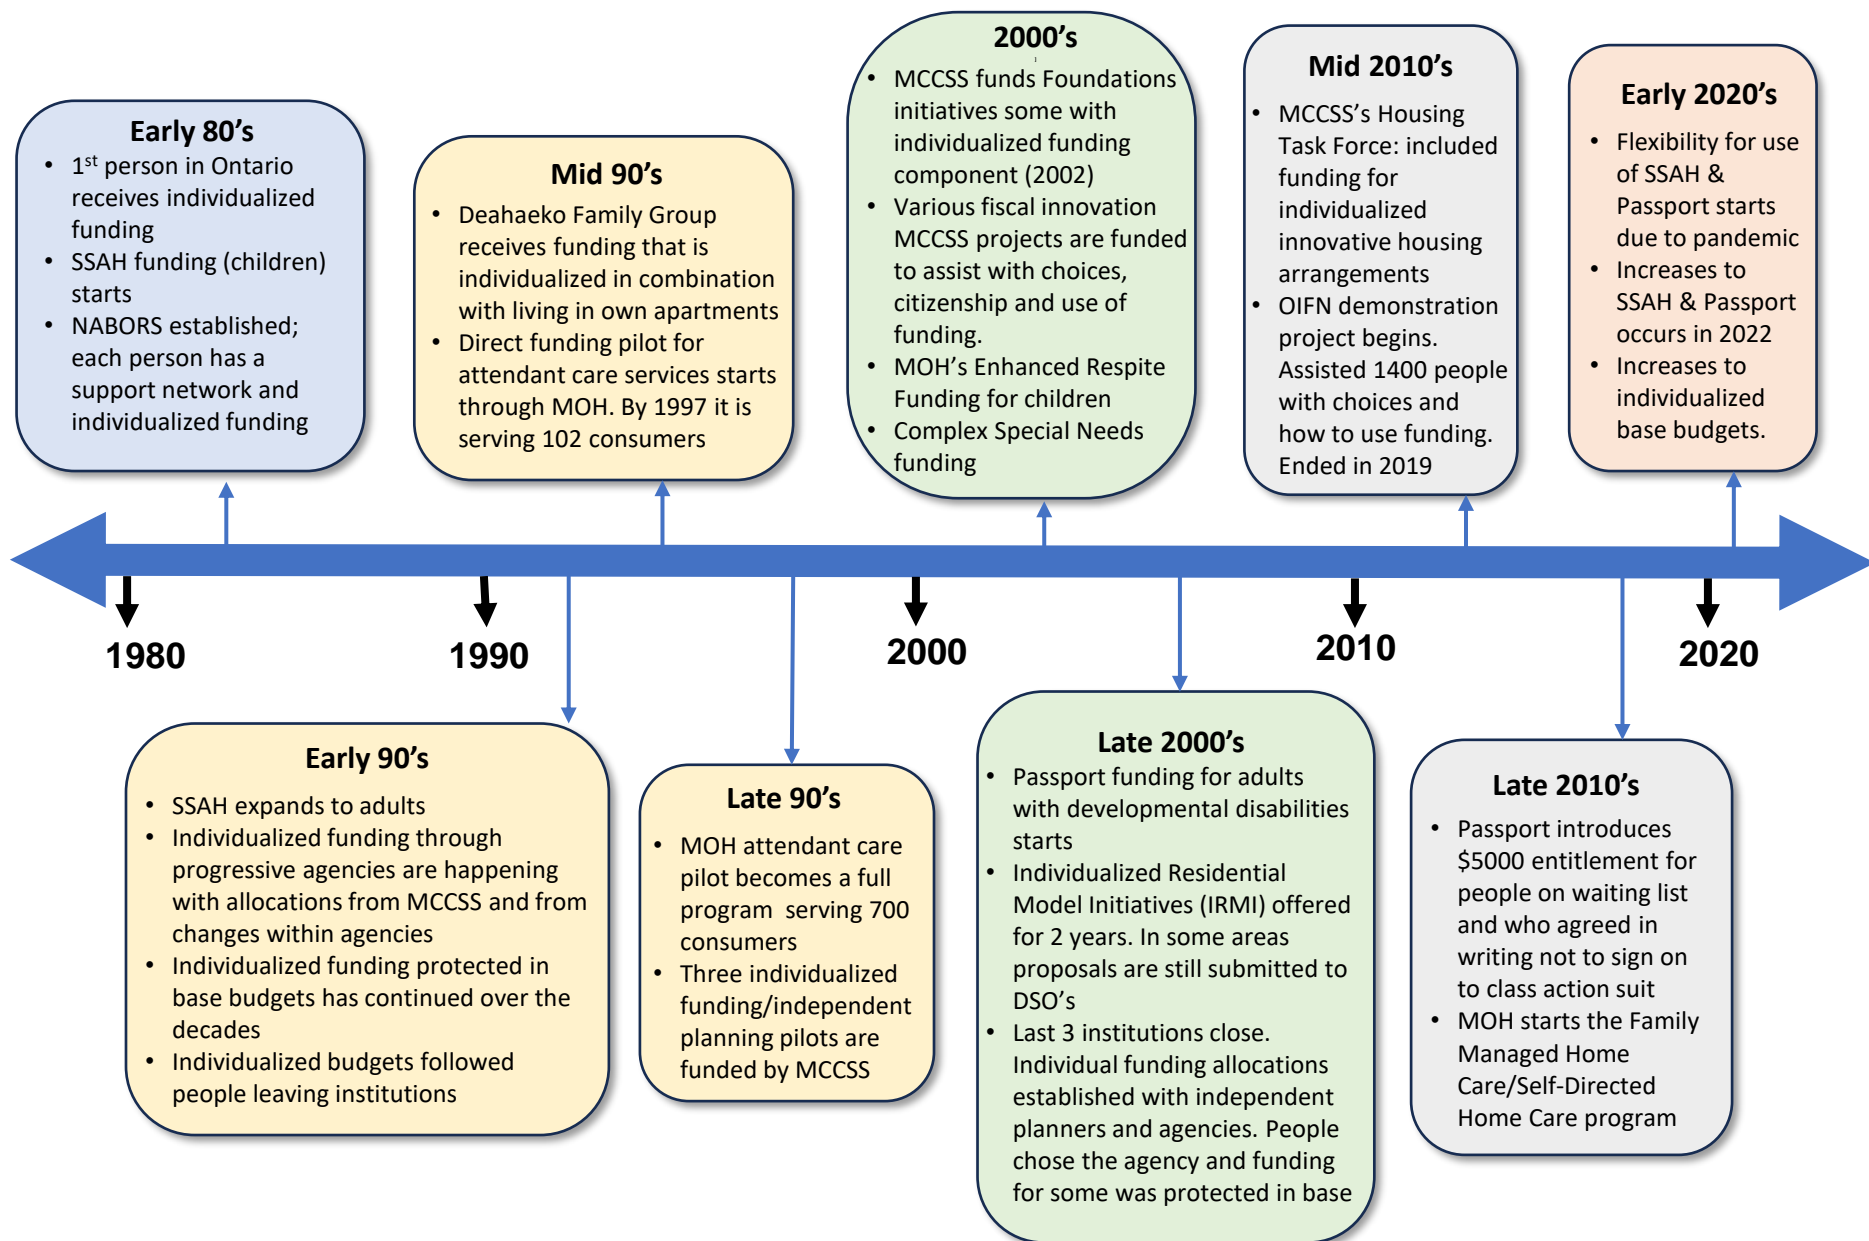 Early 80's
• 1st person in Ontario
receives individualized
funding
• SSAH funding (children)
starts
• NABORS established;
each person has a
support network and
individualized funding
Mid 90's
• Deahaeko Family Group
receives funding that is
individualized in combination
with living in own apartments
• Direct funding pilot for
attendant care services starts
through MOH. By 1997 it is
serving 102 consumers
2000's
• MCCSS funds Foundations
initiatives some with
individualized funding
component (2002)
• Various fiscal innovation
MCCSS projects are funded
to assist with choices,
citizenship and use of
funding.
• MOH's Enhanced Respite
Funding for children
• Complex Special Needs
funding
Mid 2010's
• MCCSS's Housing
Task Force: included
funding for
individualized
innovative housing
arrangements
• OIFN demonstration
project begins.
Assisted 1400 people
with choices and
how to use funding.
Ended in 2019
Early 2020's
• Flexibility for use
of SSAH &
Passport starts
due to pandemic
• Increases to
SSAH & Passport
occurs in 2022
• Increases to
individualized
base budgets.
1980
1990
2000
2010
2020
Early 90's
• SSAH expands to adults
• Individualized funding through
progressive agencies are happening
with allocations from MCCSS and from
changes within agencies
• Individualized funding protected in
base budgets has continued over the
decades
• Individualized budgets followed
people leaving institutions
Late 90's
• MOH attendant care
pilot becomes a full
program serving 700
consumers
• Three individualized
funding/independent
planning pilots are
funded by MCCSS
Late 2000's
• Passport funding for adults
with developmental disabilities
starts
• Individualized Residential
Model Initiatives (IRMI) offered
for 2 years. In some areas
proposals are still submitted to
DSO's
• Last 3 institutions close.
Individual funding allocations
established with independent
planners and agencies. People
chose the agency and funding
for some was protected in base
Late 2010's
• Passport introduces
$5000 entitlement for
people on waiting list
and who agreed in
writing not to sign on
to class action suit
• MOH starts the Family
Managed Home
Care/Self-Directed
Home Care program